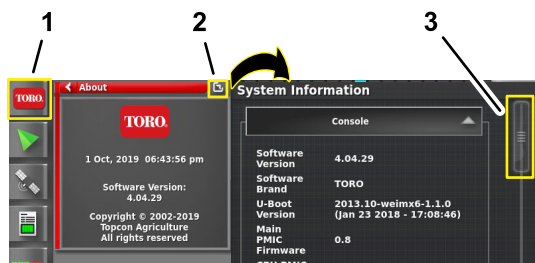 1
2
3
TORO.
About
System Information
TORO.
Console
1 Oct, 2019 06:43:56 pm
Software Version:
4.04.29
Copyright © 2002-2019
Topcon Agriculture
All rights reserved
Software
Version
4.04.29
Software
Brand
TORO
U-Boot
Version
2013.10-weimx6-1.1.0
(Jan 23 2018 - 17:08:46)
Main
PMIC
Firmware
0.8